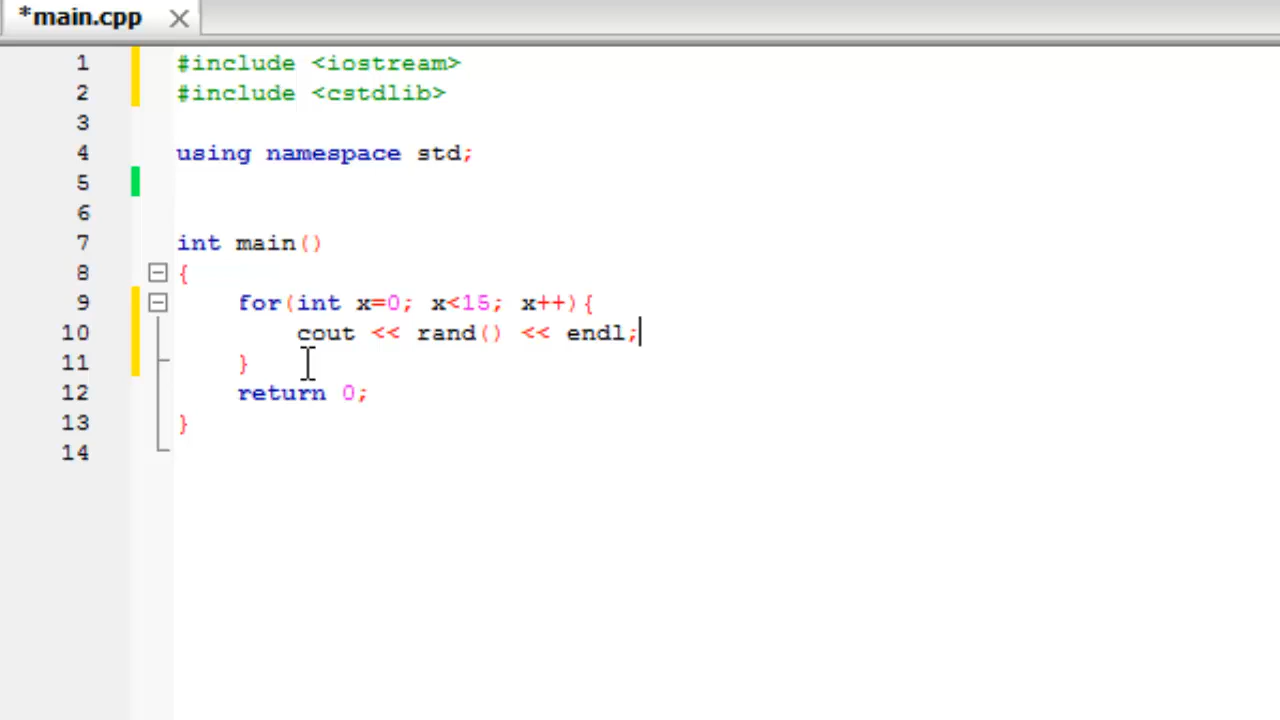 *main.cpp
1 #include <iostream>
2 #include <cstdlib>
3
4 using namespace std;
5
6
7 int main()
8 {
9 for(int x=0; x<15; x++){
10 cout << rand() << endl;
11 }
12 return 0;
13 }
14